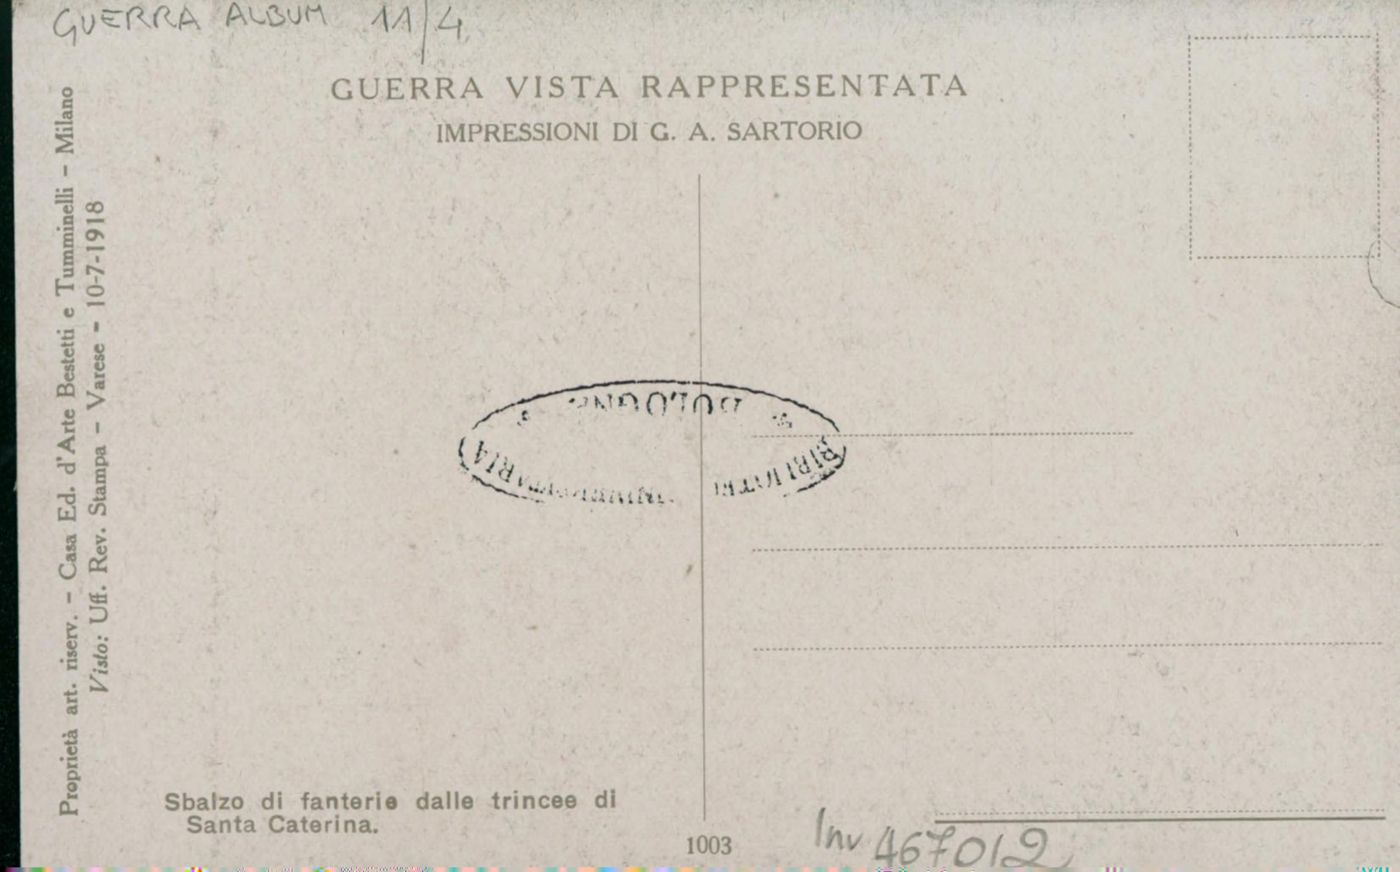 GUERRA ALBUM 11/4
GUERRA VISTA RAPPRESENTATA
IMPRESSIONI DI G. A. SARTORIO
Proprietà art. riserv. – Casa Ed. d'Arte Bestetti e Tumminelli – Milano
Visto: Uff. Rev. Stampa – Varese – 10-7-1918
BOLOGNA
Sbalzo di fanterie dalle trincee di
Santa Caterina.
1003
Inv 467012